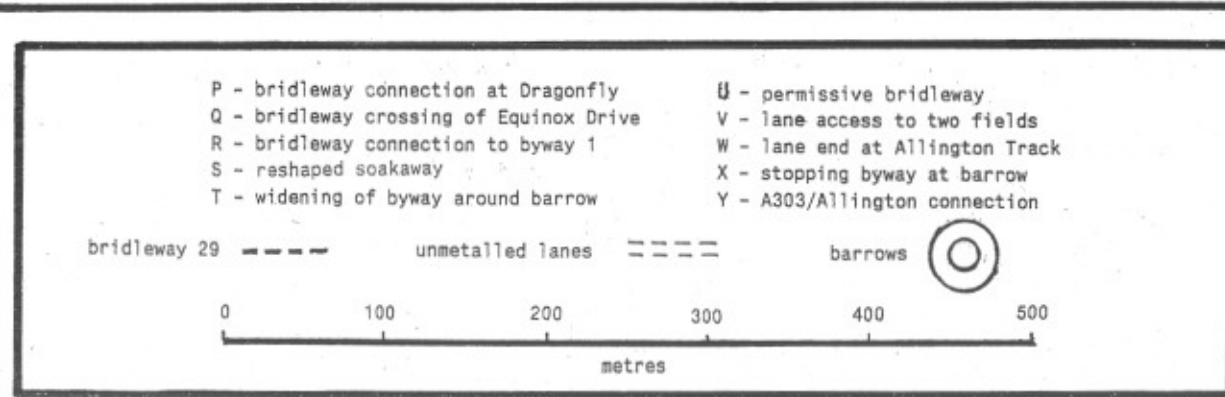 P - bridleway connection at Dragonfly
Q - bridleway crossing of Equinox Drive
R - bridleway connection to byway 1
S - reshaped soakaway
T - widening of byway around barrow
U - permissive bridleway
V - lane access to two fields
W - lane end at Allington Track
X - stopping byway at barrow
Y - A303/Allington connection
bridleway 29 unmetalled lanes barrows
0 100 200 300 400 500
metres